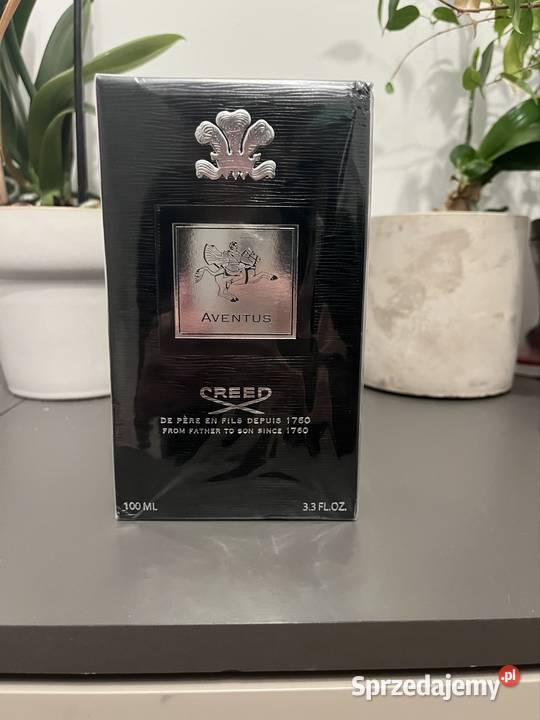 AVENTUS
CREED
DE PÈRE EN FILS DEPUIS 1760
FROM FATHER TO SON SINCE 1760
100 ML 3.3 FL.OZ.
Sprzedajemy.pl